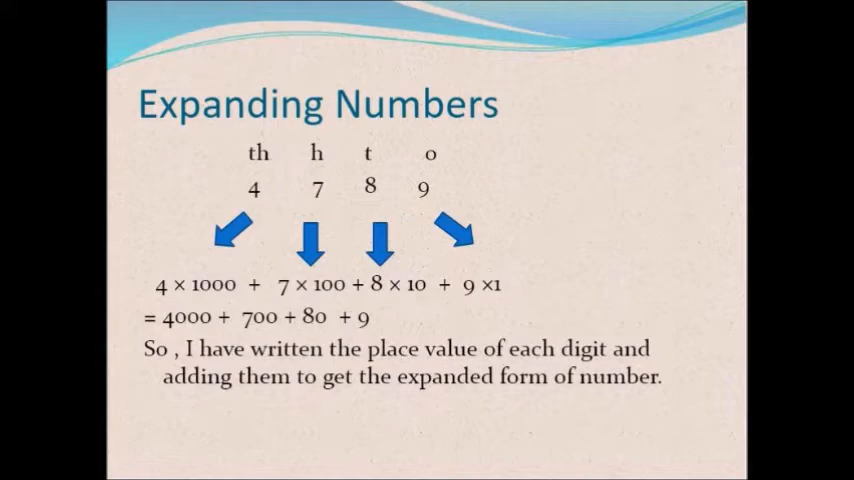 Expanding Numbers
th h t o
4 7 8 9
4 × 1000 + 7 × 100 + 8 × 10 + 9 ×1
= 4000 + 700 + 80 + 9
So , I have written the place value of each digit and
adding them to get the expanded form of number.